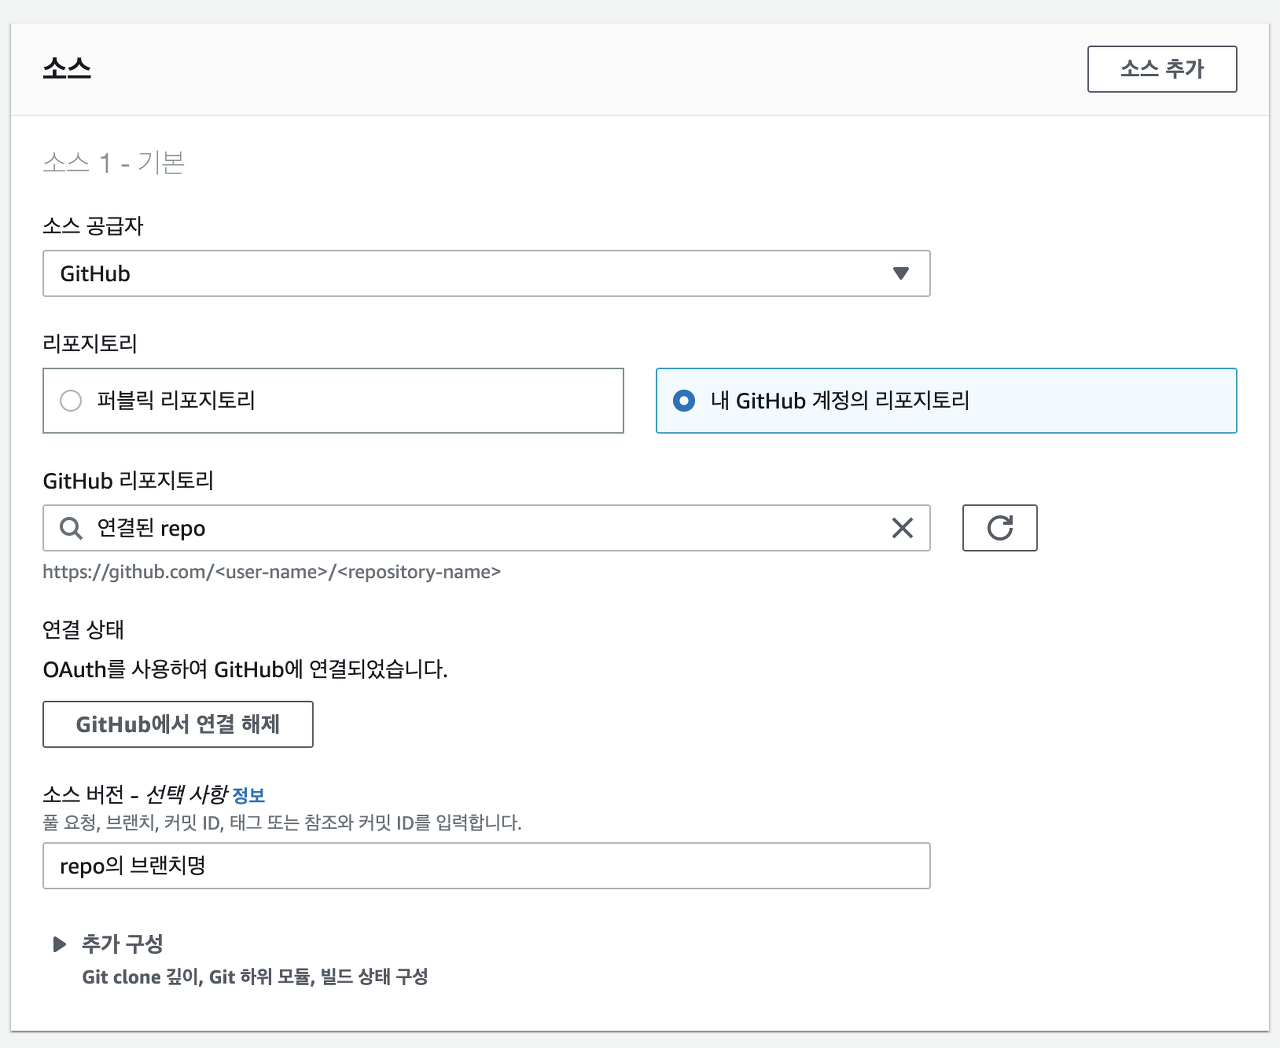 소스
소스 추가
소스 1 - 기본
소스 공급자
GitHub
리포지토리
퍼블릭 리포지토리
내 GitHub 계정의 리포지토리
GitHub 리포지토리
연결된 repo
https://github.com/<user-name>/<repository-name>
연결 상태
OAuth를 사용하여 GitHub에 연결되었습니다.
GitHub에서 연결 해제
소스 버전 - 선택 사항 정보
풀 요청, 브랜치, 커밋 ID, 태그 또는 참조와 커밋 ID를 입력합니다.
repo의 브랜치명
추가 구성
Git clone 깊이, Git 하위 모듈, 빌드 상태 구성